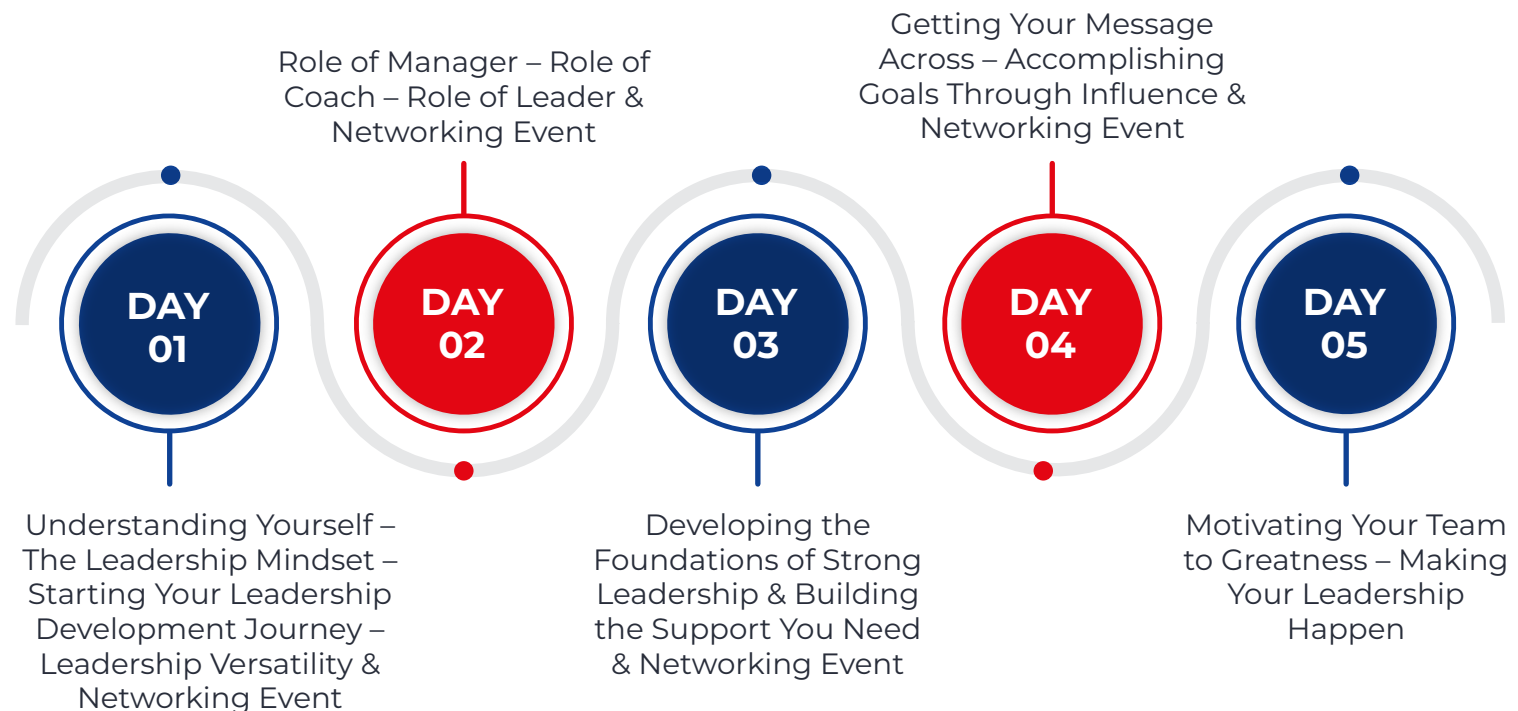 DAY
01
Understanding Yourself –
The Leadership Mindset –
Starting Your Leadership
Development Journey –
Leadership Versatility &
Networking Event
Role of Manager – Role of
Coach – Role of Leader &
Networking Event
DAY
02
DAY
03
Developing the
Foundations of Strong
Leadership & Building
the Support You Need
& Networking Event
Getting Your Message
Across – Accomplishing
Goals Through Influence &
Networking Event
DAY
04
DAY
05
Motivating Your Team
to Greatness – Making
Your Leadership
Happen